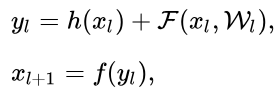 y_l = h(x_l) + \mathcal{F}(x_l, \mathcal{W}_l),
x_{l+1} = f(y_l),